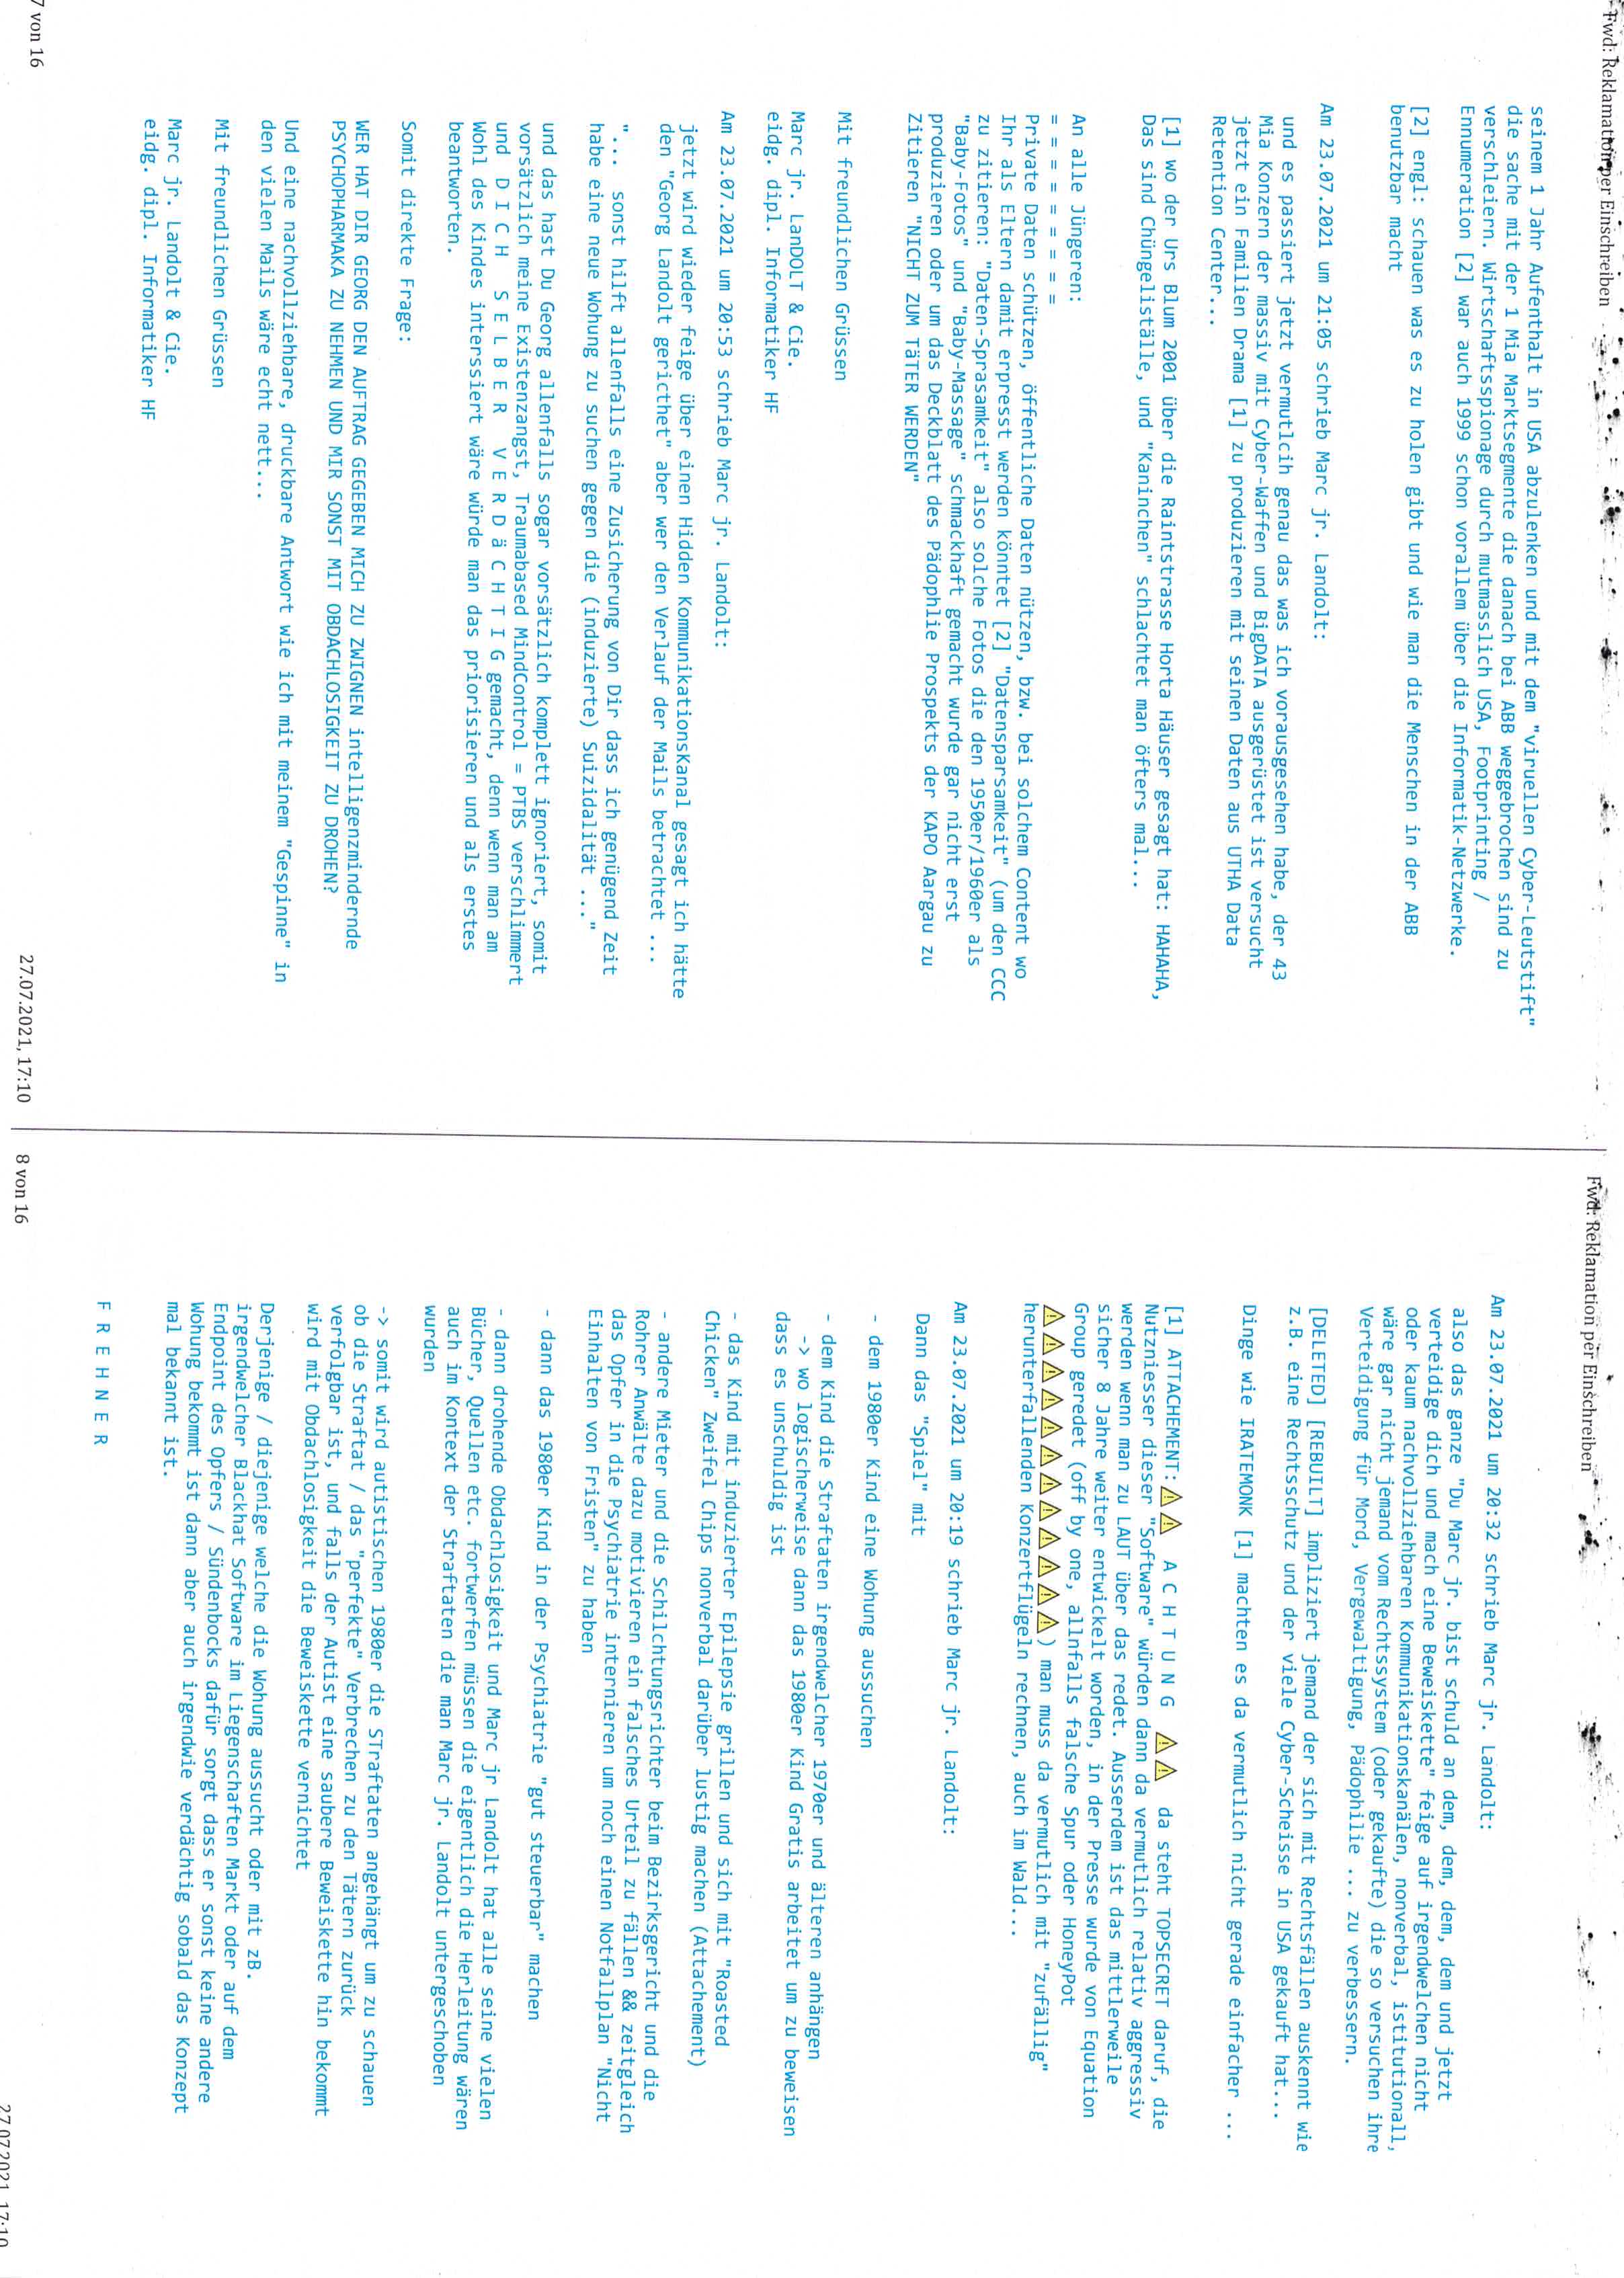 Fwd: Reklamation per Einschreiben
seinem 1 Jahr Aufenthalt in USA abzulenken und mit dem "viruellen Cyber-Leutstift"
die sache mit der 1 Mia Marktsegmente die danach bei ABB weggebrochen sind zu
verschleiern. Wirtschaftsspionage durch mutmasslich USA, Footprinting /
Ennumeration [2] war auch 1999 schon vorallem über die Informatik-Netzwerke.
[2] engl: schauen was es zu holen gibt und wie man die Menschen in der ABB
benutzbar macht
Am 23.07.2021 um 21:05 schrieb Marc jr. Landolt:
und es passiert jetzt vermutlcih genau das was ich vorausgesehen habe, der 43
Mia Konzern der massiv mit Cyber-Waffen und BigDATA ausgerüstet ist versucht
jetzt ein Familien Drama [1] zu produzieren mit seinen Daten aus UTHA Data
Retention Center...
[1] wo der Urs Blum 2001 über die Raintstrasse Horta Häuser gesagt hat: HAHAHA,
Das sind Chüngeliställe, und "Kaninchen" schlachtet man öfters mal...
An alle Jüngeren:
= = = = = = = = =
Private Daten schützen, öffentliche Daten nützen, bzw. bei solchem Content wo
Ihr als Eltern damit erpresst werden könntet [2] "Datensparsamkeit" (um den CCC
zu zitieren: "Daten-Sprasamkeit" also solche Fotos die den 1950er/1960er als
"Baby-Fotos" und "Baby-Massage" schmackhaft gemacht wurde gar nicht erst
produzieren oder um das Deckblatt des Pädophlie Prospekts der KAPO Aargau zu
Zitieren "NICHT ZUM TäTER WERDEN"
Mit freundlichen Grüssen
Marc jr. LanDOLT & Cie.
eidg. dipl. Informatiker HF
Am 23.07.2021 um 20:53 schrieb Marc jr. Landolt:
jetzt wird wieder feige über einen Hidden KommunikationsKanal gesagt ich hätte
den "Georg Landolt gericthet" aber wer den Verlauf der Mails betrachtet ...
"... sonst hilft allenfalls eine Zusicherung von Dir dass ich genügend Zeit
habe eine neue Wohung zu suchen gegen die (induzierte) Suizidalität ..."
und das hast Du Georg allenfalls sogar vorsätzlich komplett ignoriert, somit
vorsätzlich meine Existenzangst, Traumabased MindControl = PTBS verschlimmert
und D I C H S E L B E R V E R D ä C H T I G gemacht, denn wenn man am
Wohl des Kindes interssiert wäre würde man das priorisieren und als erstes
beantworten.
Somit direkte Frage:
WER HAT DIR GEORG DEN AUFTRAG GEGEBEN MICH ZU ZWIGNEN intelligenzmindernde
PSYCHOPHARMAKA ZU NEHMEN UND MIR SONST MIT OBDACHLOSIGKEIT ZU DROHEN?
Und eine nachvollziehbare, druckbare Antwort wie ich mit meinem "Gespinne" in
den vielen Mails wäre echt nett...
Mit freundlichen Grüssen
Marc jr. Landolt & Cie.
eidg. dipl. Informatiker HF
7 von 16
27.07.2021, 17:10
Fwd: Reklamation per Einschreiben
Am 23.07.2021 um 20:32 schrieb Marc jr. Landolt:
also das ganze "Du Marc jr. bist schuld an dem, dem, dem, dem, dem und jetzt
verteidige dich und mach eine Beweiskette" feige auf irgendwelchen nicht
oder kaum nachvollziehbaren Kommunikationskanälen, nonverbal, istitutionall,
wäre gar nicht jemand vom Rechtssystem (oder gekaufte) die so versuchen ihre
Verteidigung für Mord, Vergewaltigung, Pädophilie ... zu verbessern.
[DELETED] [REBUILT] impliziert jemand der sich mit Rechtsfällen auskennt wie
z.B. eine Rechtsschutz und der viele Cyber-Scheisse in USA gekauft hat...
Dinge wie IRATEMONK [1] machten es da vermutlich nicht gerade einfacher ...
[1] ATTACHEMENT: ⚠⚠ A C H T U N G ⚠⚠ da steht TOPSECRET daruf, die
Nutzniesser dieser "Software" würden dann da vermutlich relativ aggressiv
werden wenn man zu LAUT über das redet. Ausserdem ist das mittlerweile
sicher 8 Jahre weiter entwickelt worden, in der Presse wurde von Equation
Group geredet (off by one, allnfalls falsche Spur oder HoneyPot
⚠⚠⚠⚠⚠⚠⚠⚠⚠⚠⚠⚠) man muss da vermutlich mit "zufällig"
herunterfallenden Konzertflügeln rechnen, auch im Wald...
Am 23.07.2021 um 20:19 schrieb Marc jr. Landolt:
Dann das "Spiel" mit
- dem 1980er Kind eine Wohung aussuchen
- dem Kind die Straftaten irgendwelcher 1970er und älteren anhängen
-> wo logischerweise dann das 1980er Kind Gratis arbeitet um zu beweisen
dass es unschuldig ist
- das Kind mit induzierter Epilepsie grillen und sich mit "Roasted
Chicken" Zweifel Chips nonverbal darüber lustig machen (Attachement)
- andere Mieter und die Schilchtungsrichter beim Bezirksgericht und die
Rohrer Anwälte dazu motivieren ein falsches Urteil zu fällen && zeitgleich
das Opfer in die Psychiatrie internieren um noch einen Notfallplan "Nicht
Einhalten von Fristen" zu haben
- dann das 1980er Kind in der Psychiatrie "gut steuerbar" machen
- dann drohende Obdachlosigkeit und Marc jr Landolt hat alle seine vielen
Bücher, Quellen etc. fortwerfen müssen die eigentlich die Herleitung wären
auch im Kontext der Straftaten die man Marc jr. Landolt untergeschoben
wurden
-> somit wird autistischen 1980er die STraftaten angehängt um zu schauen
ob die Straftat / das "perfekte" Verbrechen zu den Tätern zurück
verfolgbar ist, und falls der Autist eine saubere Beweiskette hin bekommt
wird mit Obdachlosigkeit die Beweiskette vernichtet
Derjenige / diejenige welche die Wohung aussucht oder mit zB.
irgendwelcher Blackhat Software im Liegenschaften Markt oder auf dem
Endpoint des Opfers / Sündenbocks dafür sorgt dass er sonst keine andere
Wohung bekommt ist dann aber auch irgendwie verdächtig sobald das Konzept
mal bekannt ist.
F R E H N E R
8 von 16
27.07.2021, 17:10